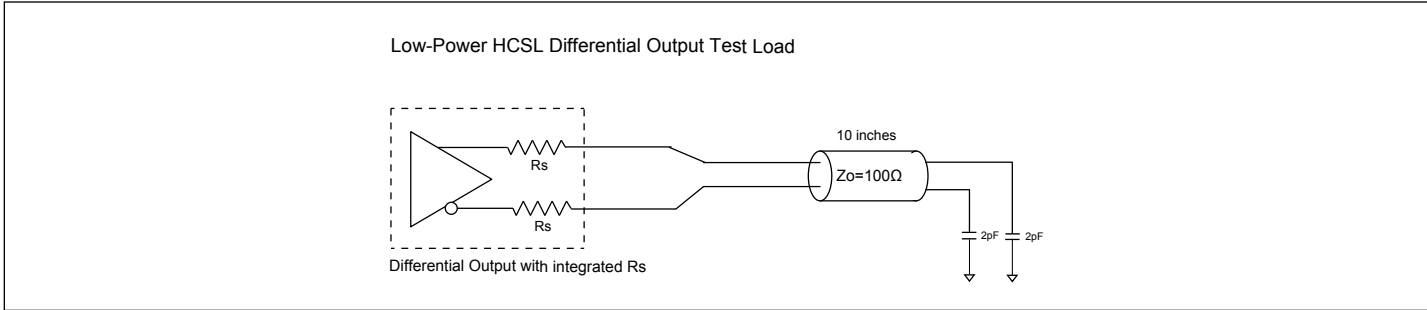 Low-Power HCSL Differential Output Test Load
10 inches
Rs
Zo=100Ω
Rs
2pF
2pF
Differential Output with integrated Rs